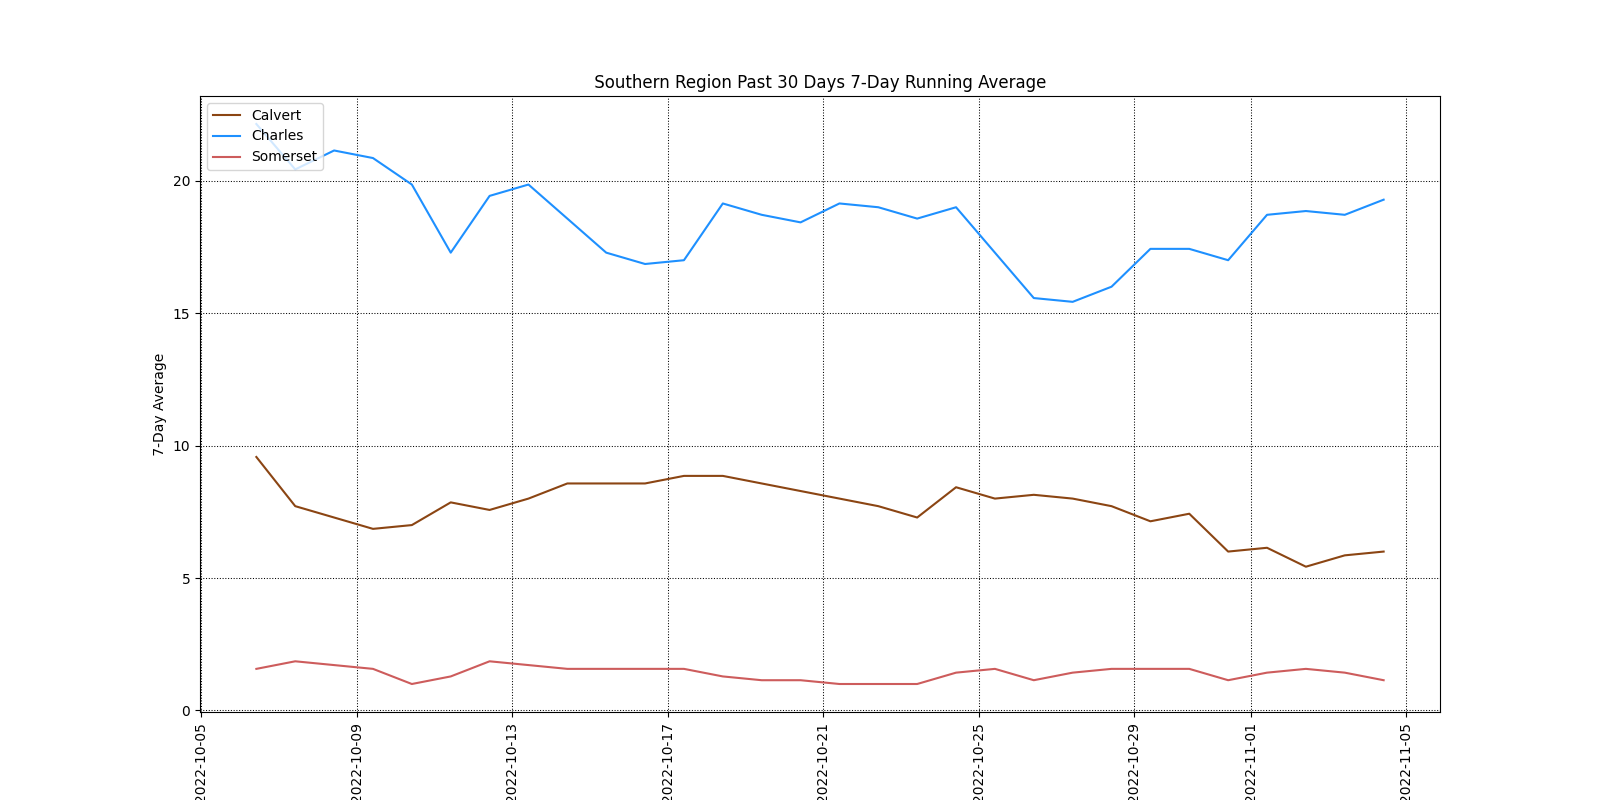 Southern Region Past 30 Days 7-Day Running Average
Calvert
Charles
Somerset
7-Day Average
20
15
10
5
0
2022-10-05
2022-10-09
2022-10-13
2022-10-17
2022-10-21
2022-10-25
2022-10-29
2022-11-01
2022-11-05